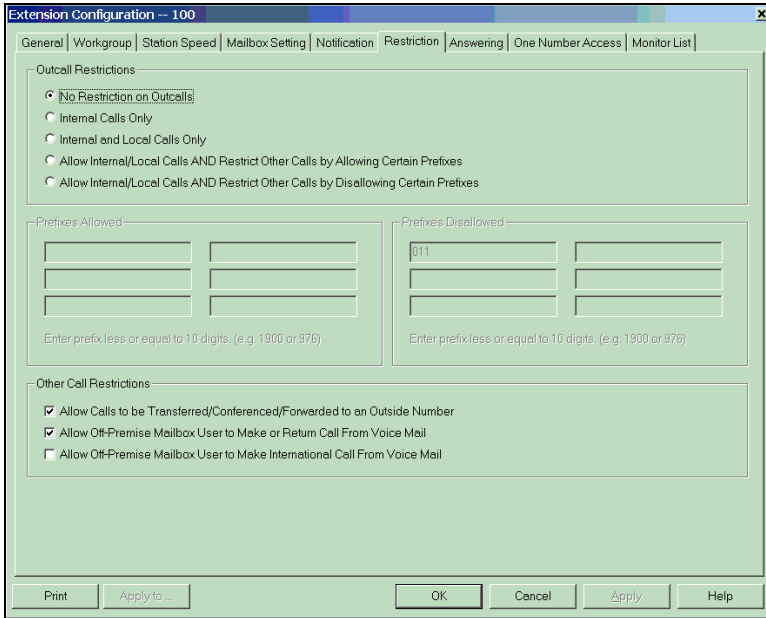 Extension Configuration -- 100
General Workgroup Station Speed Mailbox Setting Notification Restriction Answering One Number Access Monitor List
Outcall Restrictions
No Restriction on Outcalls
Internal Calls Only
Internal and Local Calls Only
Allow Internal/Local Calls AND Restrict Other Calls by Allowing Certain Prefixes
Allow Internal/Local Calls AND Restrict Other Calls by Disallowing Certain Prefixes
Prefixes Allowed
Enter prefix less or equal to 10 digits. (e.g. 1900 or 976)
Prefixes Disallowed
011
Enter prefix less or equal to 10 digits. (e.g. 1900 or 976)
Other Call Restrictions
Allow Calls to be Transferred/Conferenced/Forwarded to an Outside Number
Allow Off-Premise Mailbox User to Make or Return Call From Voice Mail
Allow Off-Premise Mailbox User to Make International Call From Voice Mail
Print Apply to ... OK Cancel Apply Help